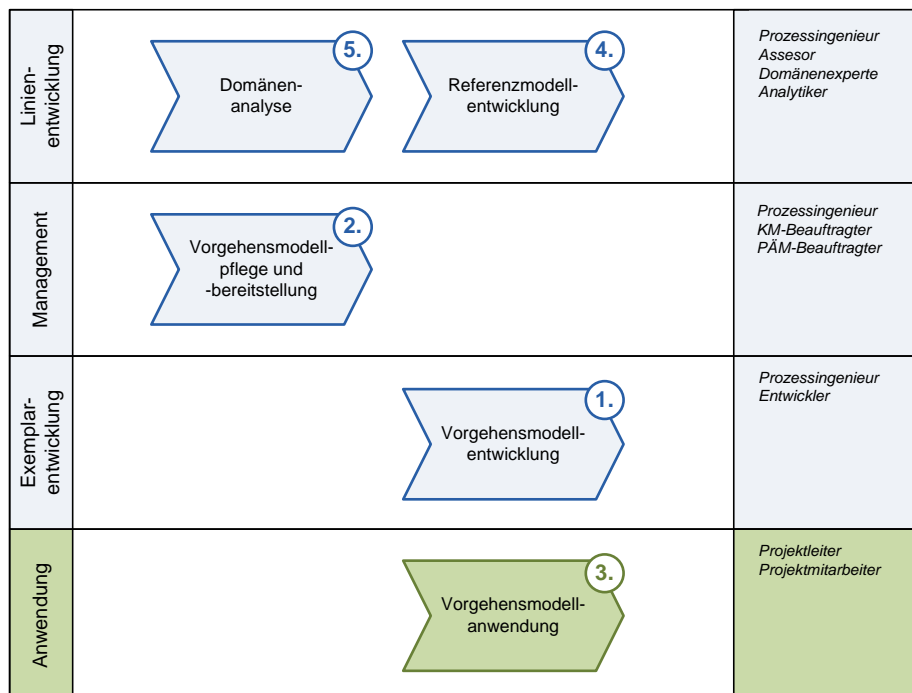 Linien-
entwicklung
5.
Domänen-
analyse
4.
Referenzmodell-
entwicklung
Prozessingenieur
Assesor
Domänenexperte
Analytiker
Management
2.
Vorgehensmodell-
pflege und
-bereitstellung
Prozessingenieur
KM-Beauftragter
PÄM-Beauftragter
Exemplar-
entwicklung
1.
Vorgehensmodell-
entwicklung
Prozessingenieur
Entwickler
Anwendung
3.
Vorgehensmodell-
anwendung
Projektleiter
Projektmitarbeiter